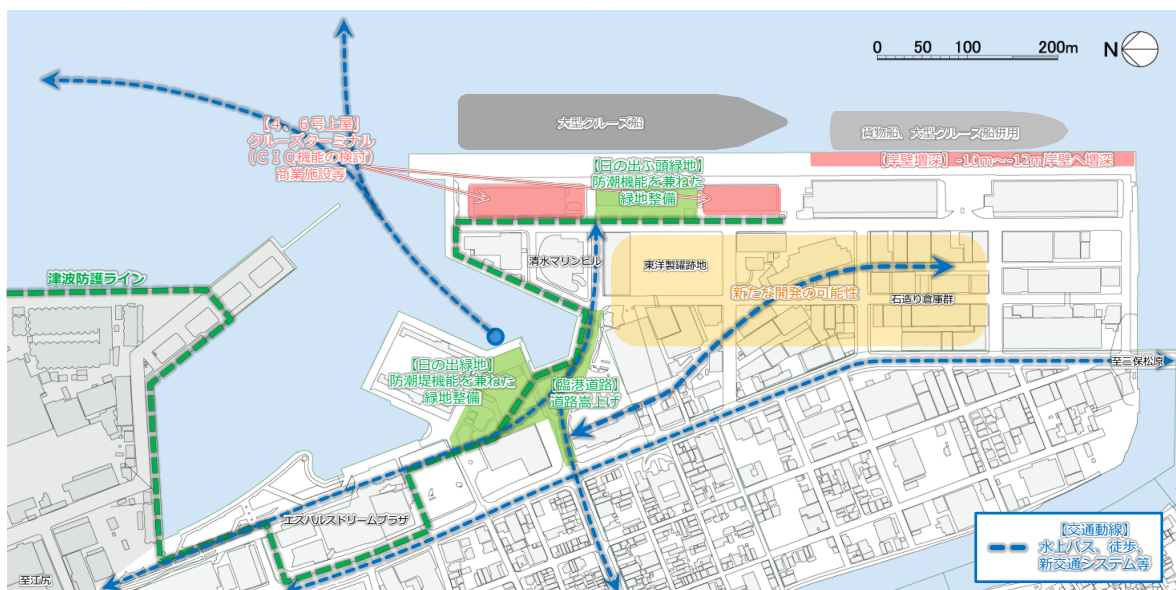 0 50 100 200m
N
大型クルーズ船
貨物船、大型クルーズ船併用
【4、6号上屋】
クルーズターミナル
(CIQ機能の検討)
商業施設等
【日の出ふ頭緑地】
防潮機能を兼ねた
緑地整備
【岸壁増深】-10m~-12m岸壁へ増深
清水マリンビル
東洋製罐跡地
津波防護ライン
新たな開発の可能性
石造り倉庫群
【日の出緑地】
防潮堤機能を兼ねた
緑地整備
【臨港道路】
道路嵩上げ
至三保松原
エスパルスドリームプラザ
至江尻
【交通動線】
水上バス、徒歩、
新交通システム等